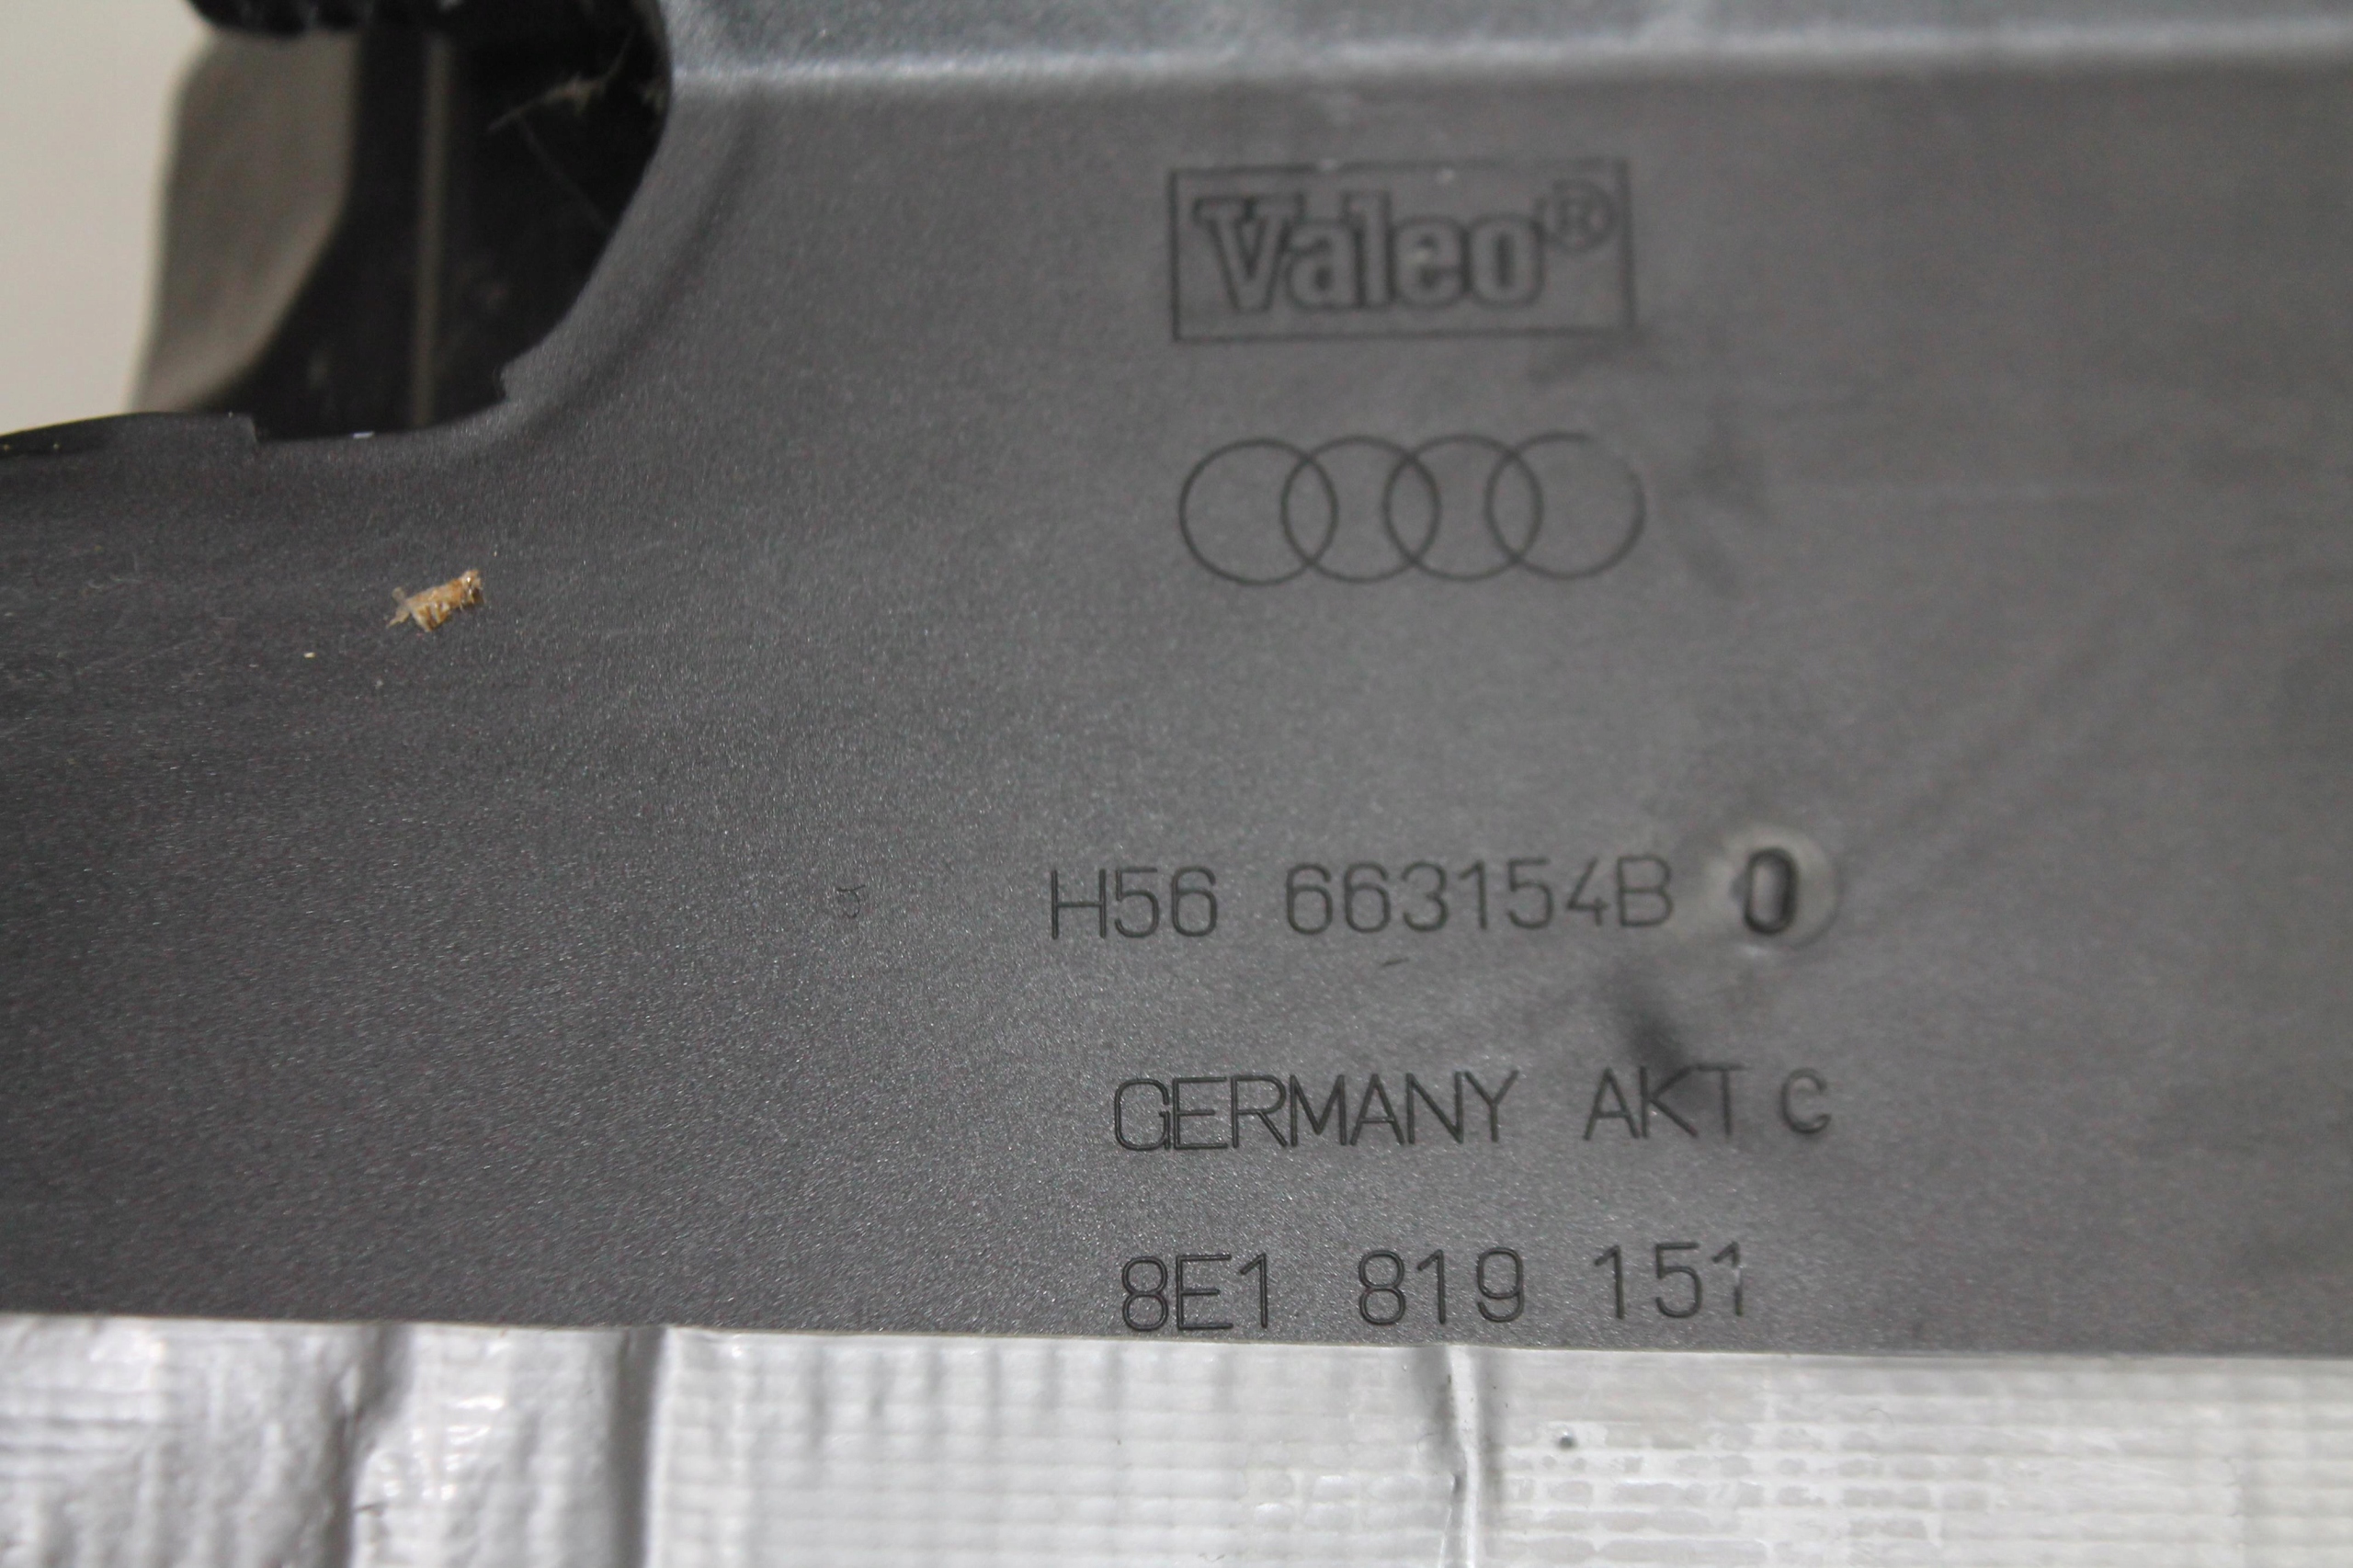 Valeo®
H56 663154B 0
GERMANY AKT C
8E1 819 151